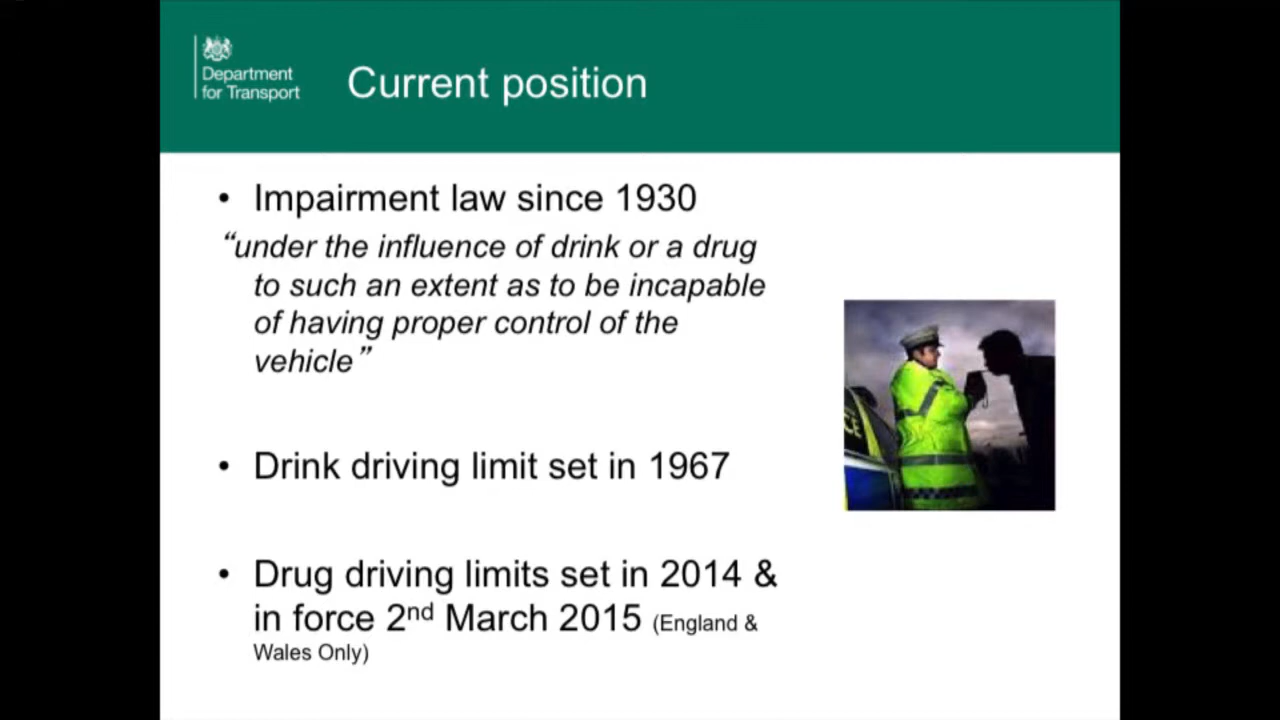 Department
for Transport
Current position
• Impairment law since 1930
“under the influence of drink or a drug
to such an extent as to be incapable
of having proper control of the
vehicle”
• Drink driving limit set in 1967
• Drug driving limits set in 2014 &
in force 2nd March 2015 (England &
Wales Only)